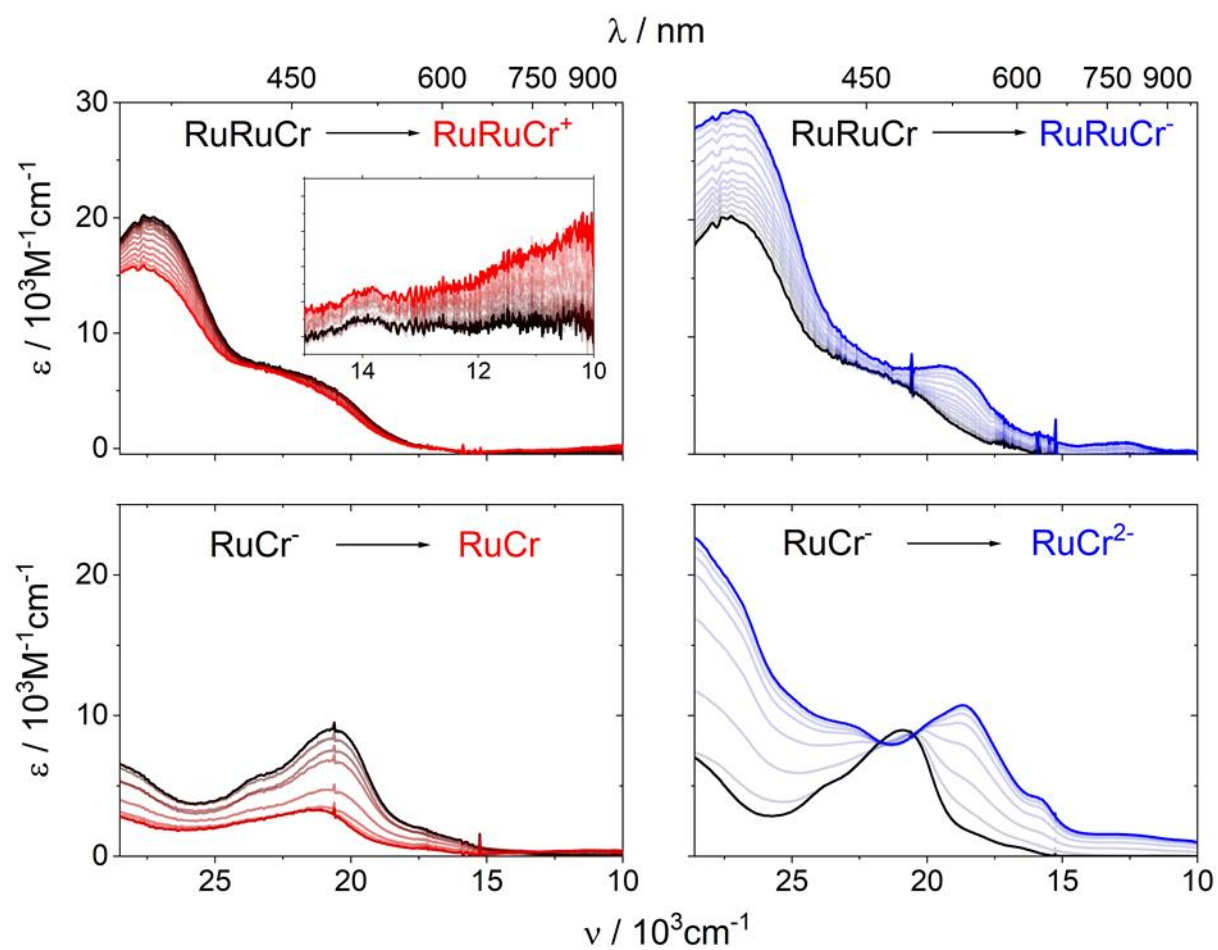 λ / nm
450 600 750 900 450 600 750 900
30
RuRuCr → RuRuCr⁺
RuRuCr → RuRuCr⁻
20
10
0
14 12 10
ε / 10³M⁻¹cm⁻¹
RuCr⁻ → RuCr
RuCr⁻ → RuCr²⁻
20
10
0
ε / 10³M⁻¹cm⁻¹
25 20 15 10 25 20 15 10
ν / 10³cm⁻¹